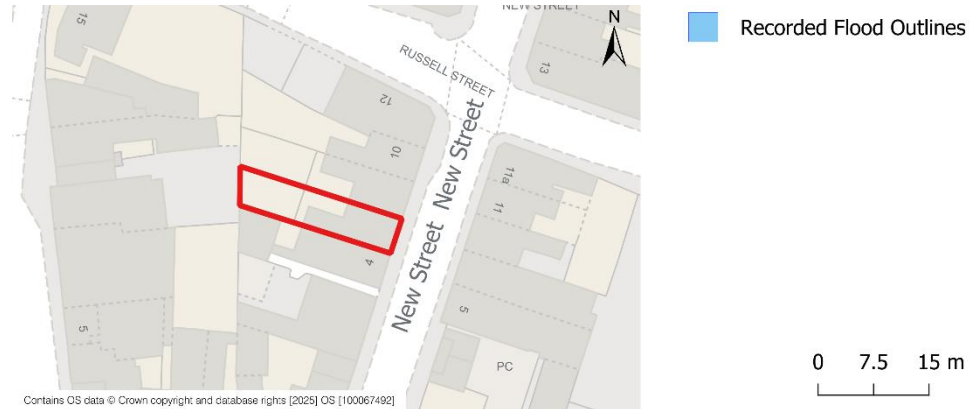 NEW STREET
N
Recorded Flood Outlines
15
RUSSELL STREET
13
12
New Street
10
11a
11
4
New Street
5
5
PC
0 7.5 15 m
Contains OS data © Crown copyright and database rights [2025] OS [100067492]